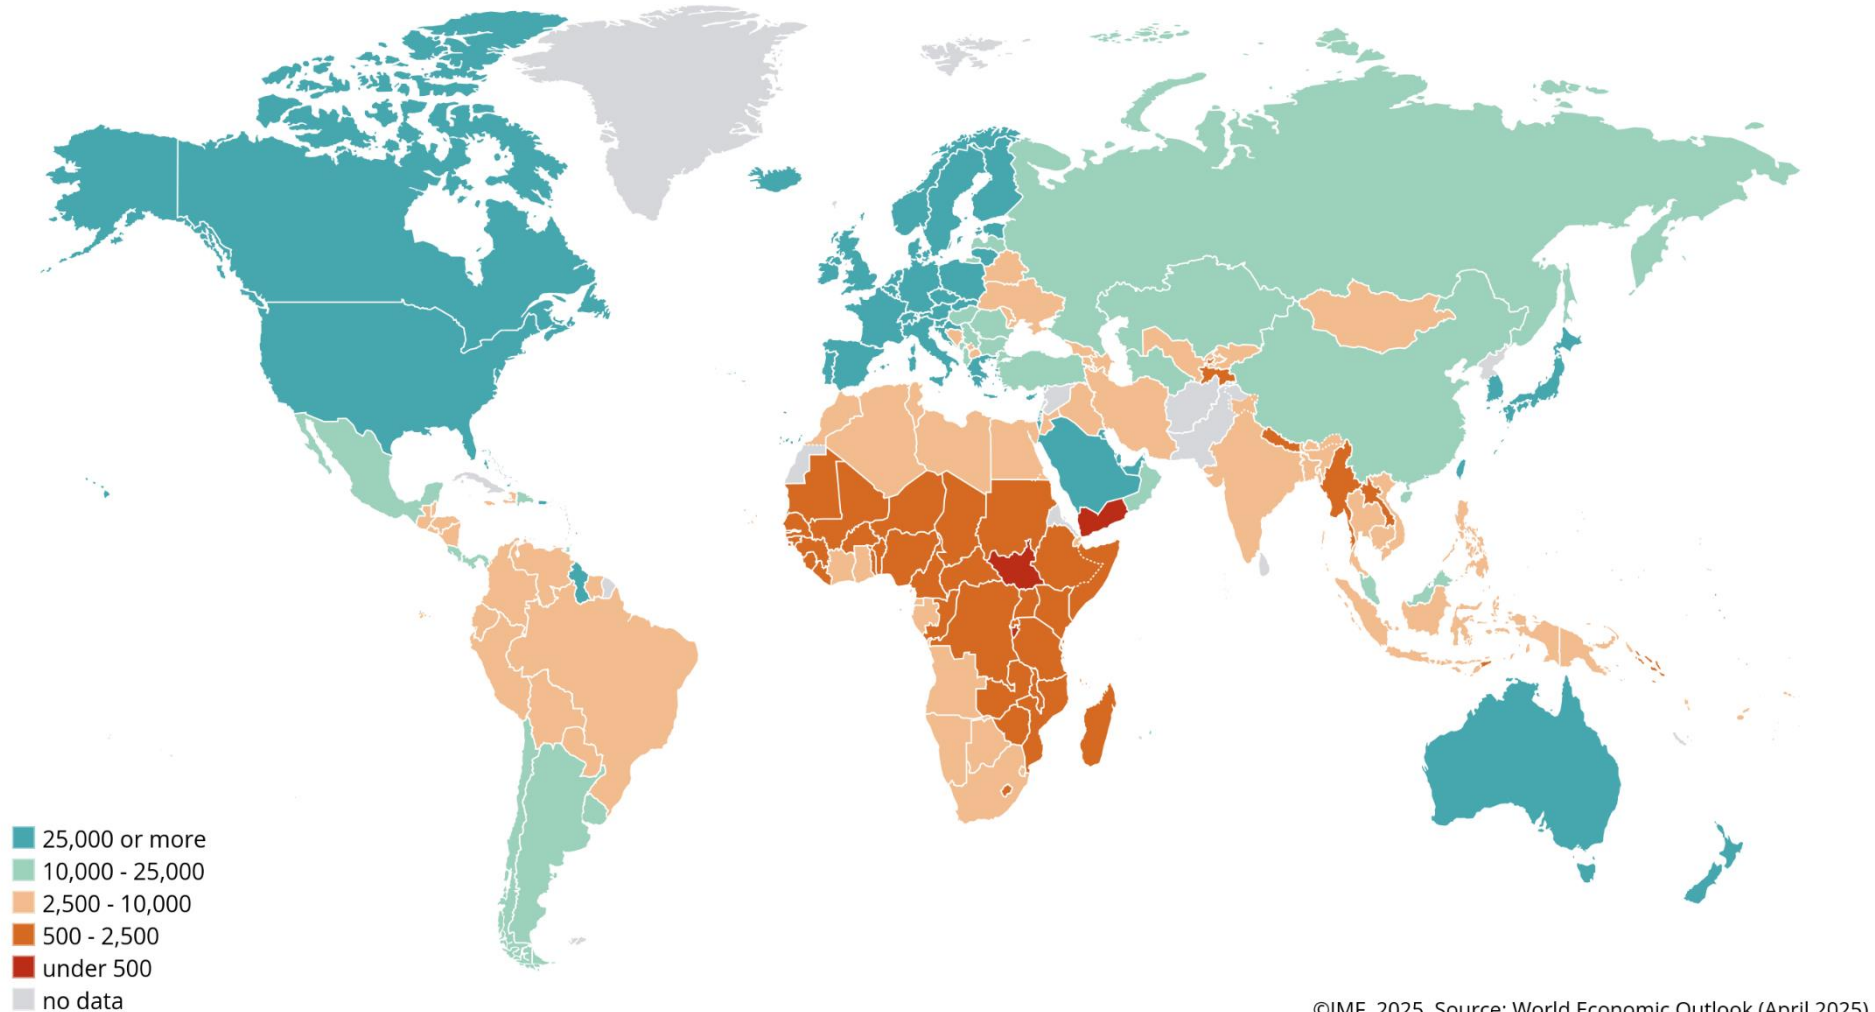 25,000 or more
10,000 - 25,000
2,500 - 10,000
500 - 2,500
under 500
no data
©IMF, 2025, Source: World Economic Outlook (April 2025)